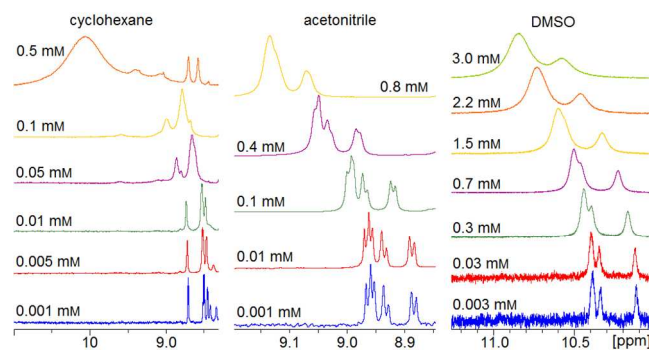 cyclohexane
acetonitrile
DMSO
0.5 mM
0.1 mM
0.05 mM
0.01 mM
0.005 mM
0.001 mM
10
9.0
0.8 mM
0.4 mM
0.1 mM
0.01 mM
0.001 mM
9.1
9.0
8.9
3.0 mM
2.2 mM
1.5 mM
0.7 mM
0.3 mM
0.03 mM
0.003 mM
11.0
10.5
[ppm]